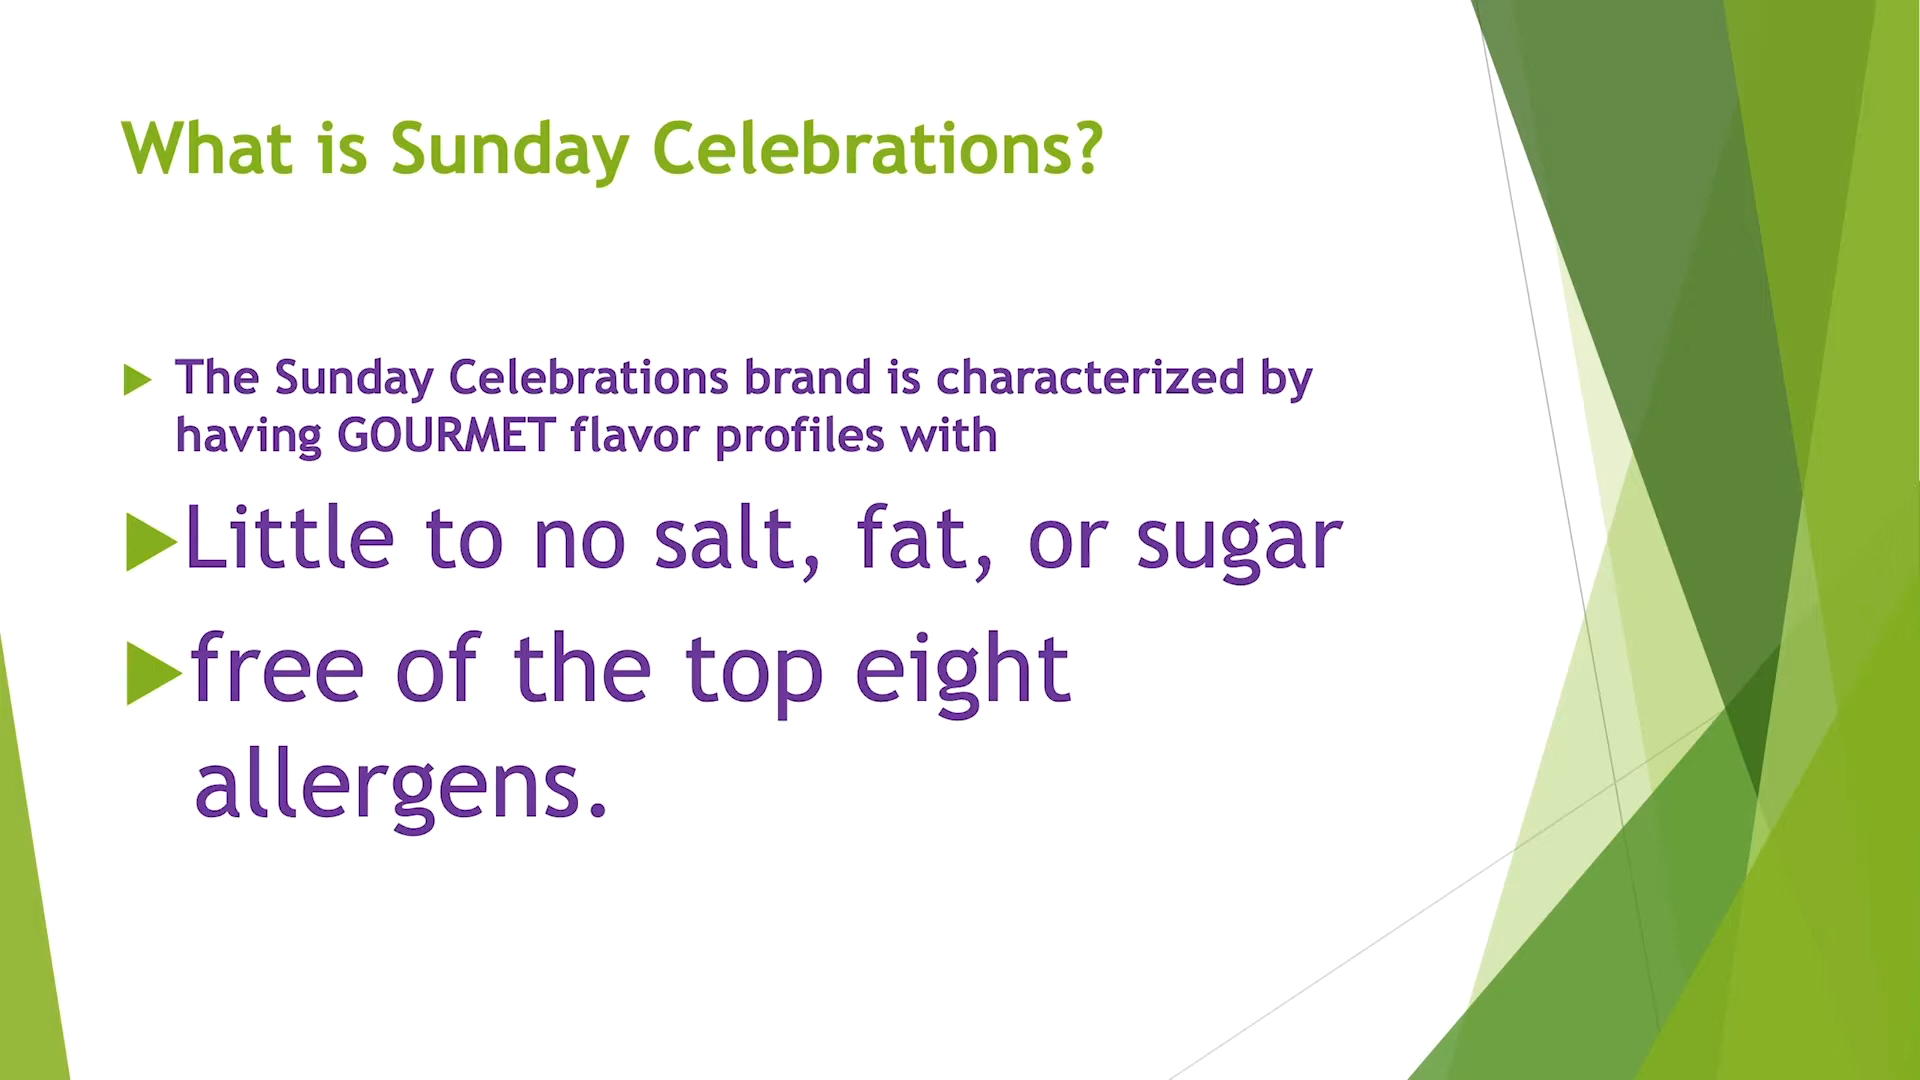 What is Sunday Celebrations?
The Sunday Celebrations brand is characterized by
having GOURMET flavor profiles with
Little to no salt, fat, or sugar
free of the top eight
allergens.